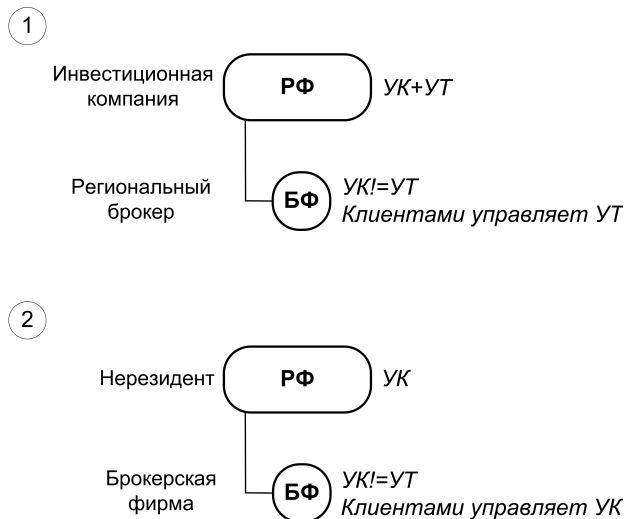 1
Инвестиционная
компания
РФ
УК+УТ
Региональный
брокер
БФ
УК!=УТ
Клиентами управляет УТ
2
Нерезидент
РФ
УК
Брокерская
фирма
БФ
УК!=УТ
Клиентами управляет УК